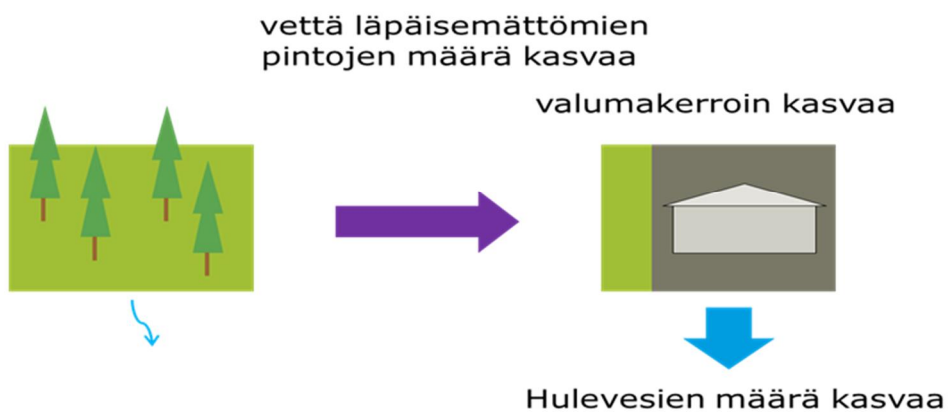 vettä läpäisemättömien
pintojen määrä kasvaa
valumakerroin kasvaa
Hulevesien määrä kasvaa